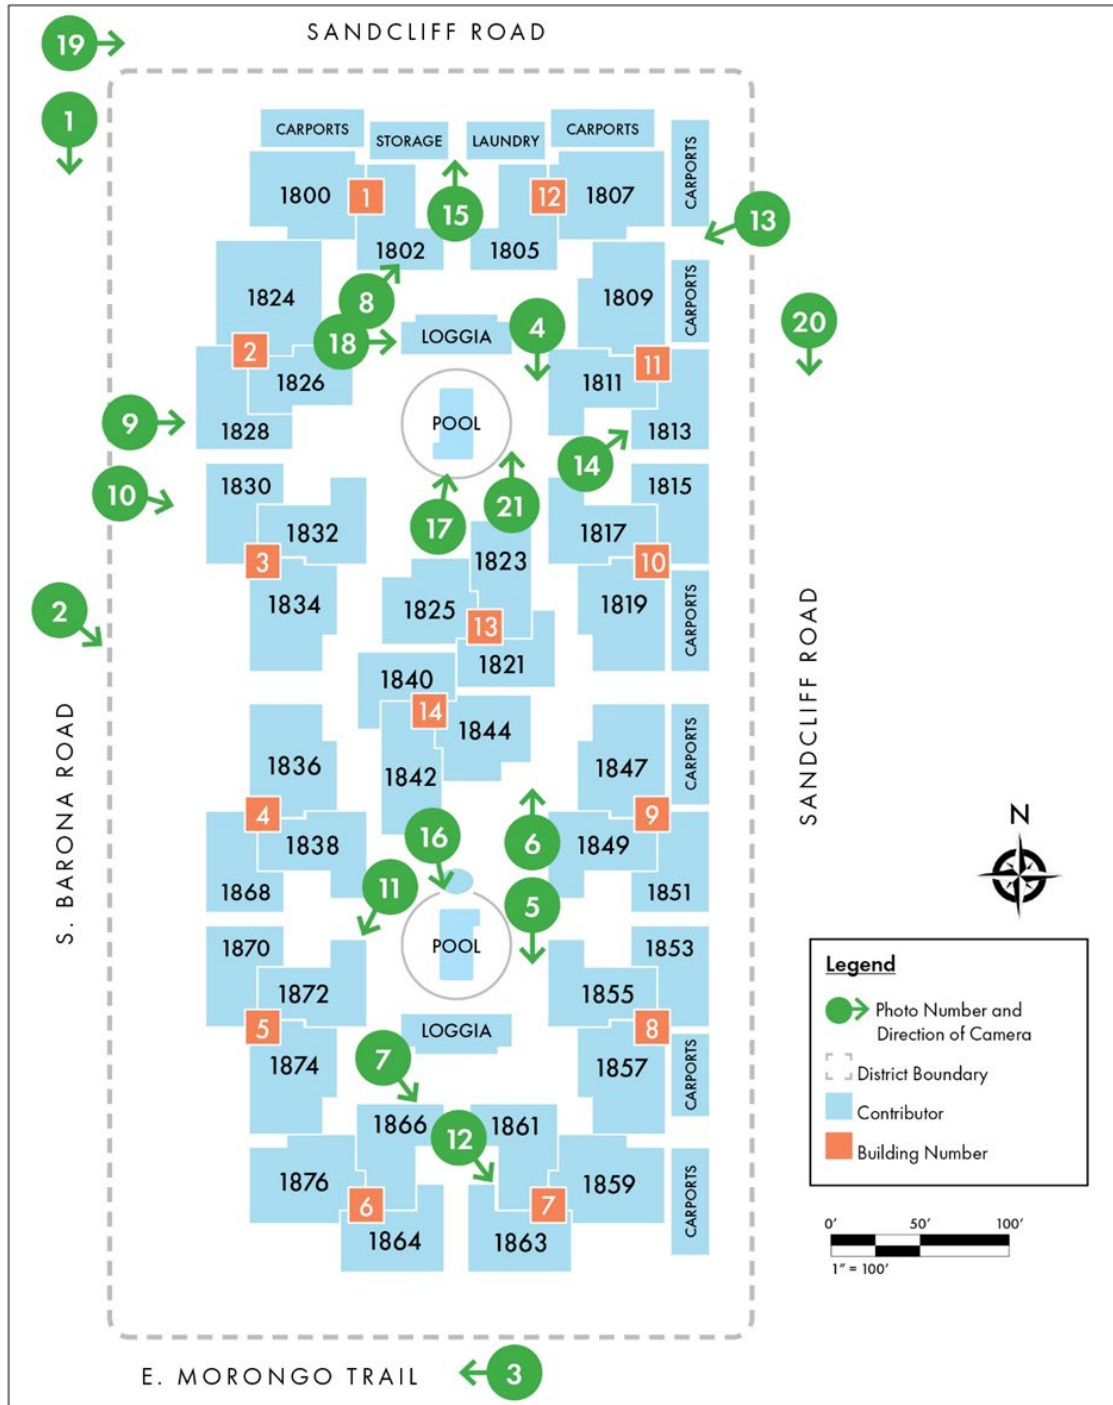 SANDCLIFF ROAD
19
1
CARPORTS
STORAGE
LAUNDRY
CARPORTS
CARPORTS
1800
1
12
1807
15
13
1802
1805
1824
8
1809
CARPORTS
18
LOGGIA
4
20
2
11
1826
1811
9
POOL
1828
1813
14
10
1830
1815
17
21
1832
1823
1817
3
10
2
1834
1825
1819
CARPORTS
13
1821
1840
14
S. BARONA ROAD
SANDCLIFF ROAD
1844
1836
1842
1847
CARPORTS
4
9
16
6
1838
1849
11
1868
1851
5
POOL
1870
1853
1872
1855
5
LOGGIA
8
7
1874
1857
CARPORTS
1866
12
1861
1876
1859
CARPORTS
6
7
1864
1863
E. MORONGO TRAIL
3
N
Legend
Photo Number and
Direction of Camera
District Boundary
Contributor
Building Number
0' 50' 100'
1" = 100'